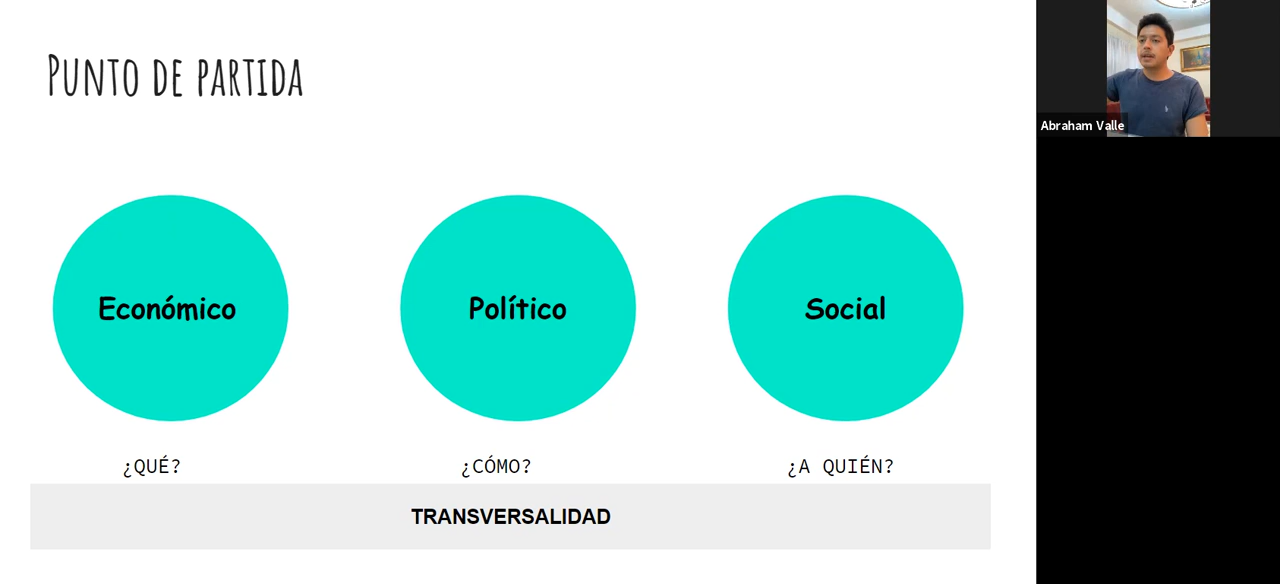 PUNTO DE PARTIDA
Económico
Político
Social
¿QUÉ?
¿CÓMO?
¿A QUIÉN?
TRANSVERSALIDAD
Abraham Valle